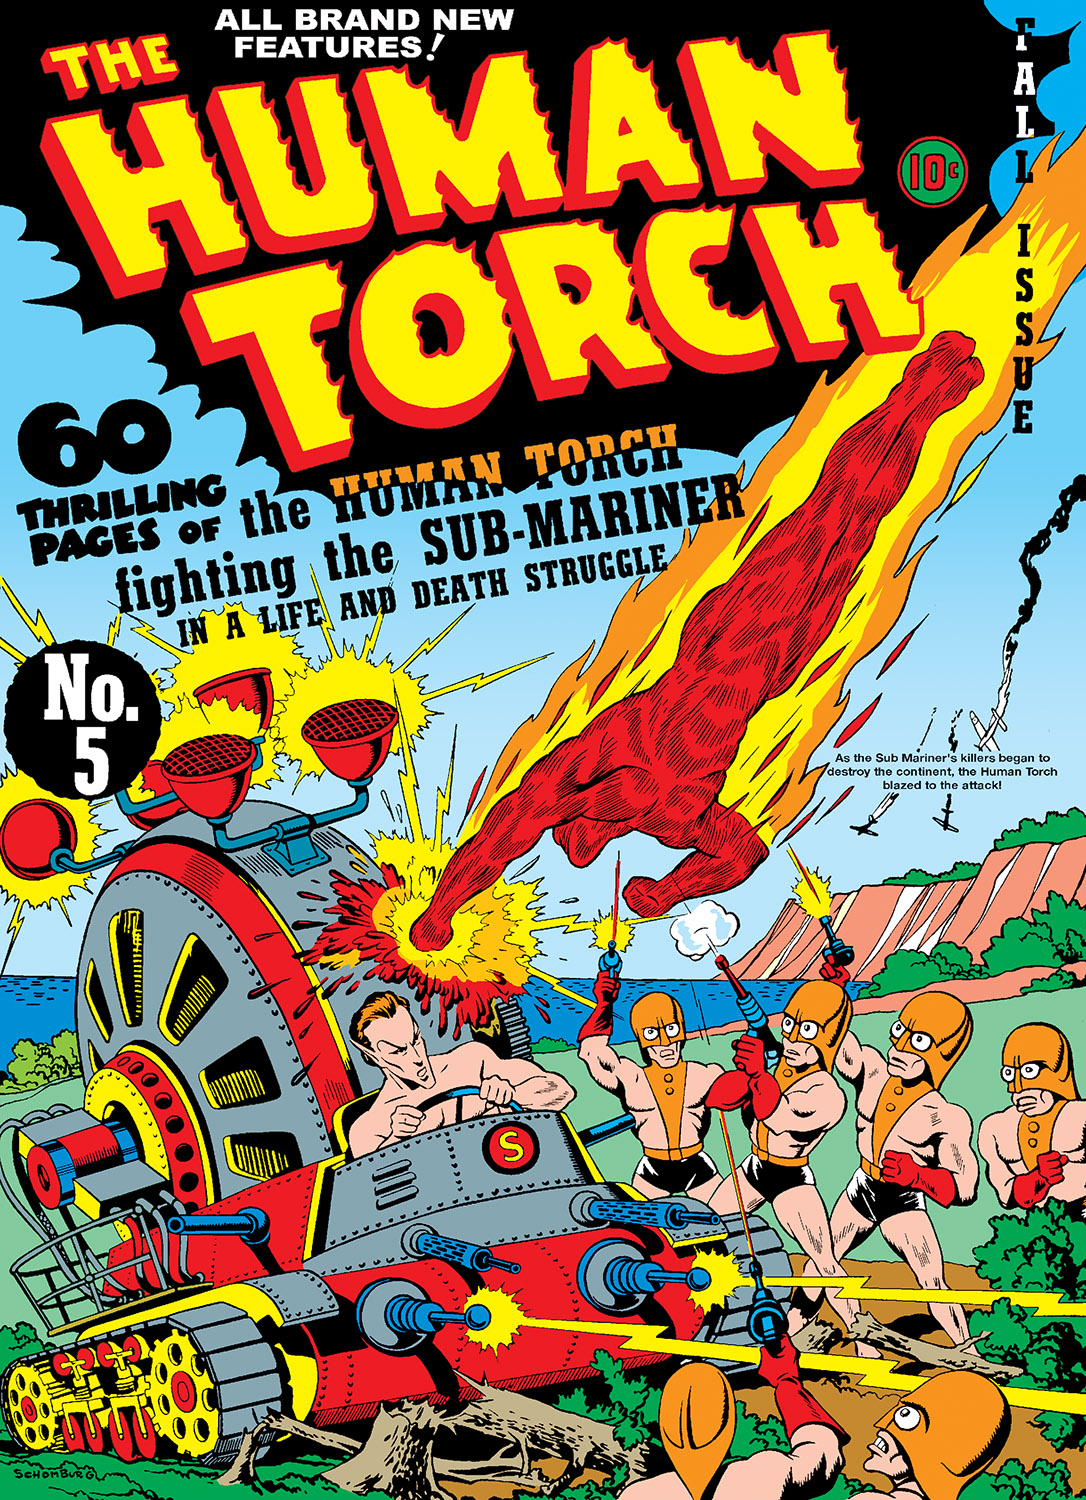 ALL BRAND NEW
FEATURES!
THE
HUMAN
TORCH
10¢
FALL ISSUE
60
THRILLING
PAGES OF
the HUMAN TORCH
fighting the SUB-MARINER
IN A LIFE AND DEATH STRUGGLE
No.
5
As the Sub Mariner's killers began to
destroy the continent, the Human Torch
blazed to the attack!
S
SCHOMBURG